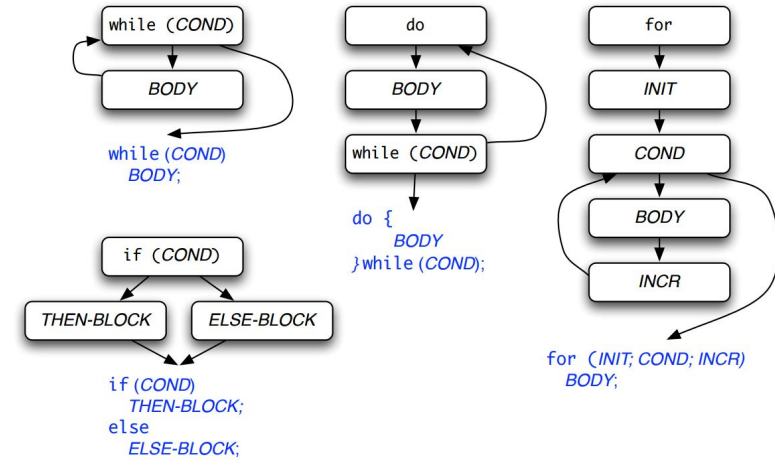 while (COND)
BODY
while (COND)
BODY;
do
BODY
while (COND)
do {
BODY
}while (COND);
for
INIT
COND
BODY
INCR
for (INIT; COND; INCR)
BODY;
if (COND)
THEN-BLOCK
ELSE-BLOCK
if (COND)
THEN-BLOCK;
else
ELSE-BLOCK;